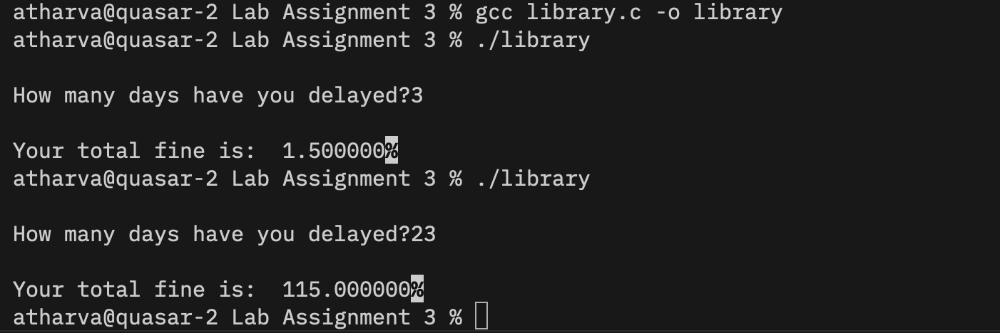 atharva@quasar-2 Lab Assignment 3 % gcc library.c -o library
atharva@quasar-2 Lab Assignment 3 % ./library
How many days have you delayed?3
Your total fine is:  1.500000%
atharva@quasar-2 Lab Assignment 3 % ./library
How many days have you delayed?23
Your total fine is:  115.000000%
atharva@quasar-2 Lab Assignment 3 %